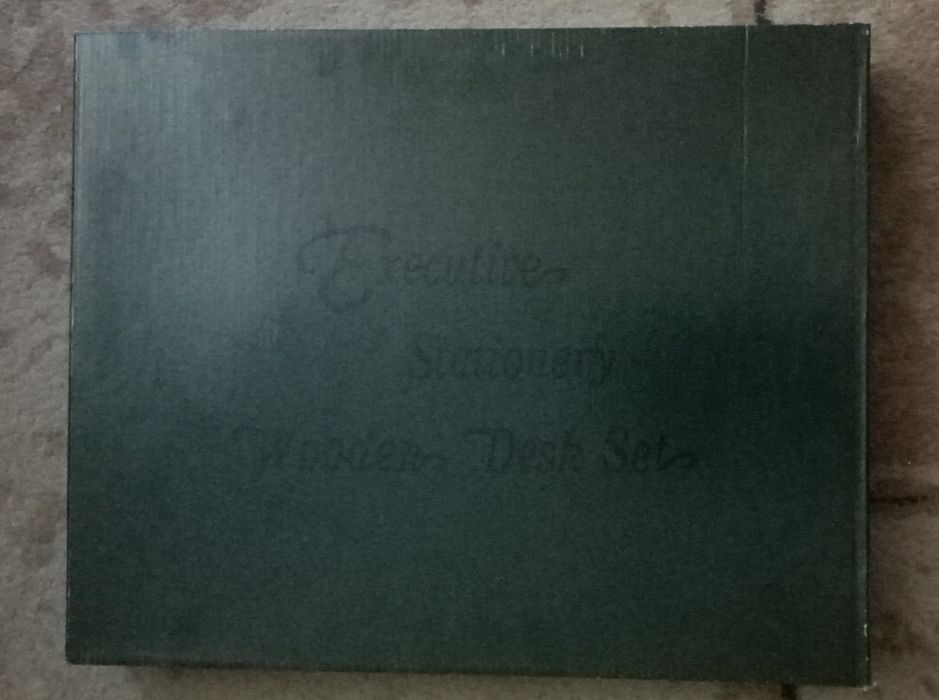 Executive
Stationery
Wooden Desk Set